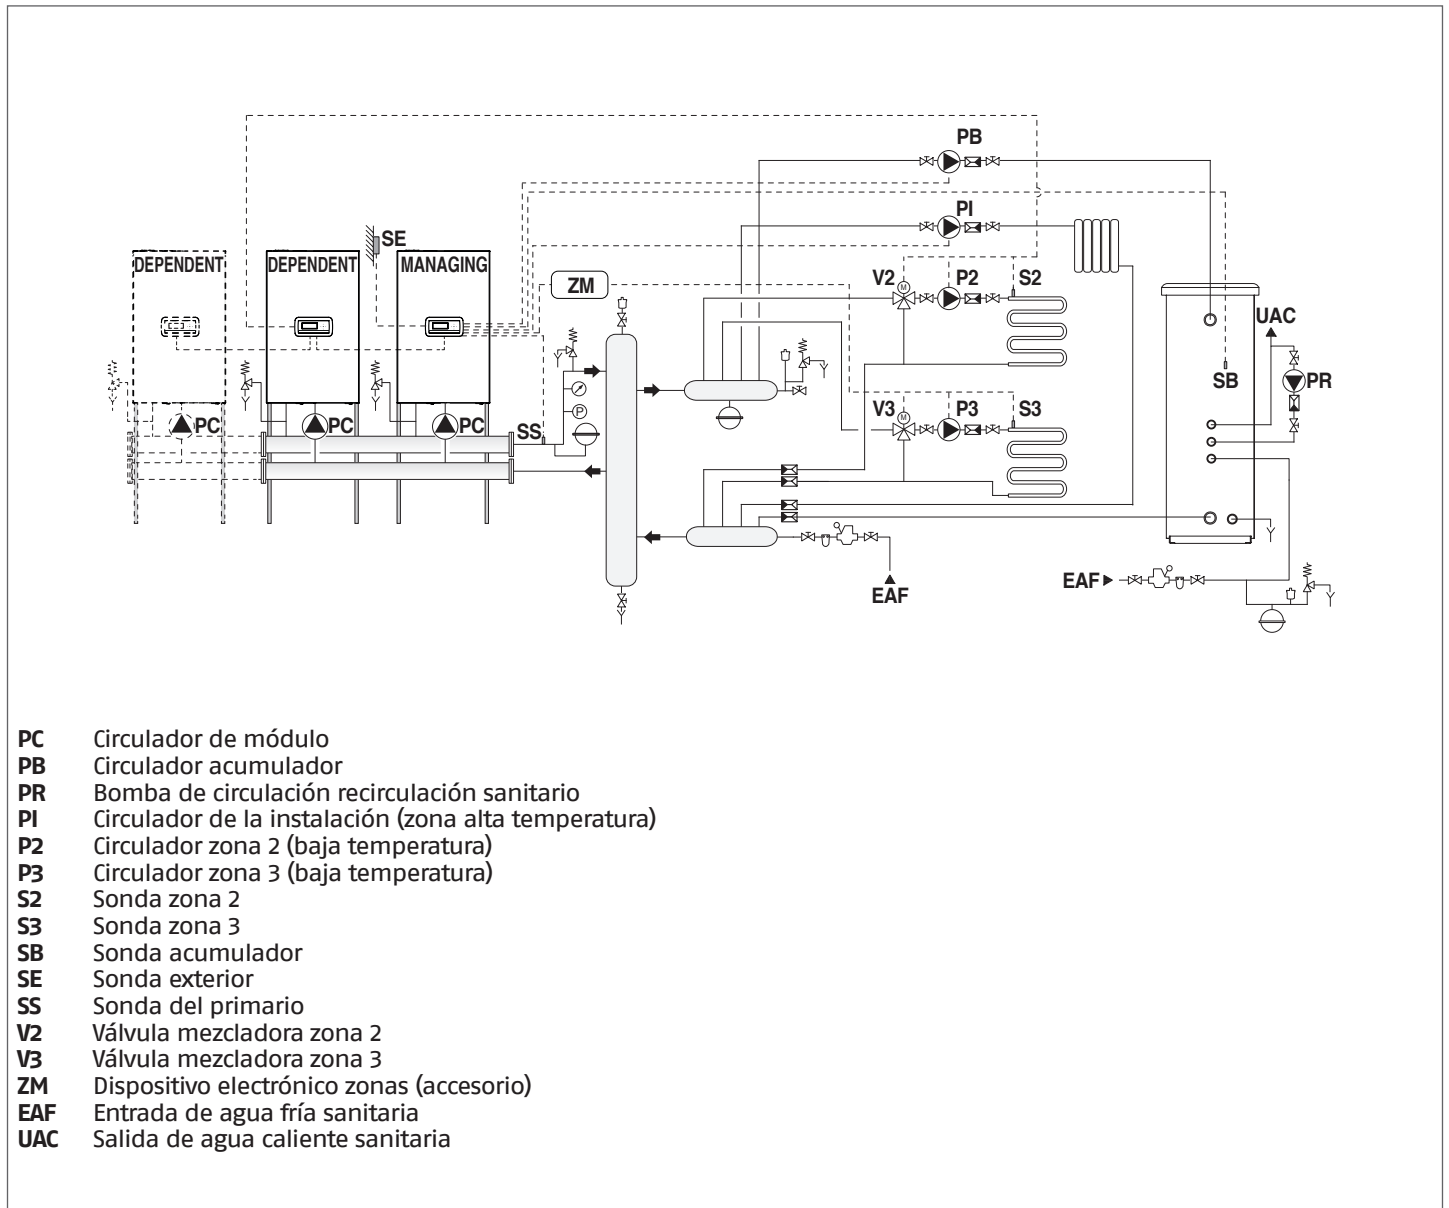 PB
PI
SE
DEPENDENT
DEPENDENT
MANAGING
ZM
V2
M
P2
S2
UAC
SB
PR
V3
M
P3
S3
PC
PC
PC
SS
P
EAF
EAF
PC Circulador de módulo
PB Circulador acumulador
PR Bomba de circulación recirculación sanitario
PI Circulador de la instalación (zona alta temperatura)
P2 Circulador zona 2 (baja temperatura)
P3 Circulador zona 3 (baja temperatura)
S2 Sonda zona 2
S3 Sonda zona 3
SB Sonda acumulador
SE Sonda exterior
SS Sonda del primario
V2 Válvula mezcladora zona 2
V3 Válvula mezcladora zona 3
ZM Dispositivo electrónico zonas (accesorio)
EAF Entrada de agua fría sanitaria
UAC Salida de agua caliente sanitaria